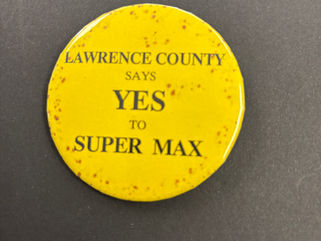 LAWRENCE COUNTY
SAYS
YES
TO
SUPER MAX